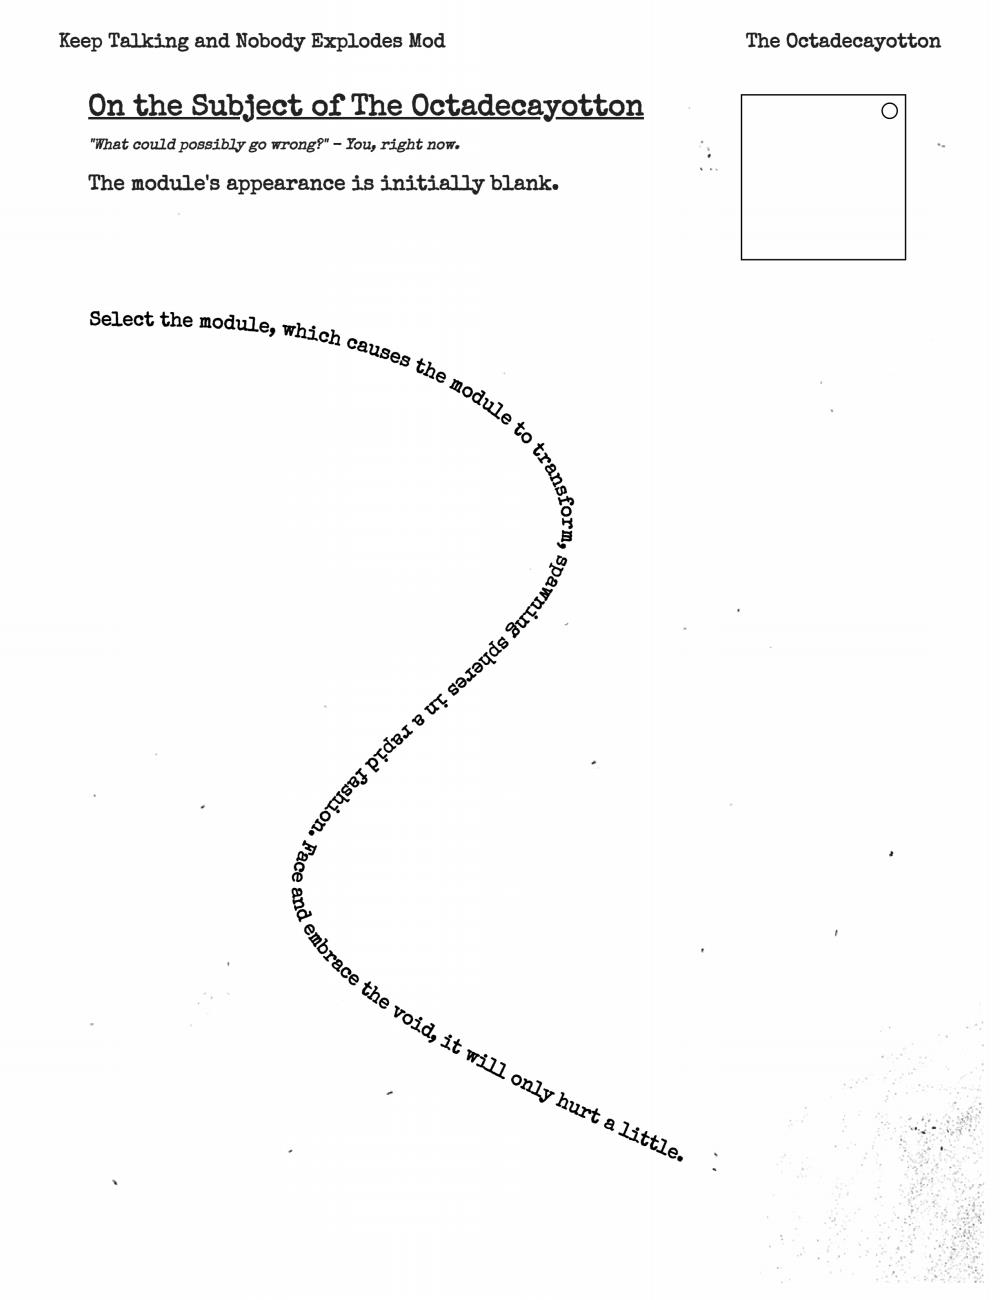 Keep Talking and Nobody Explodes Mod
The Octadecayotton
On the Subject of The Octadecayotton
"What could possibly go wrong?" – You, right now.
The module's appearance is initially blank.
Select the module, which causes the module to transform, spawning spheres in a rapid fashion. Face and embrace the void, it will only hurt a little.